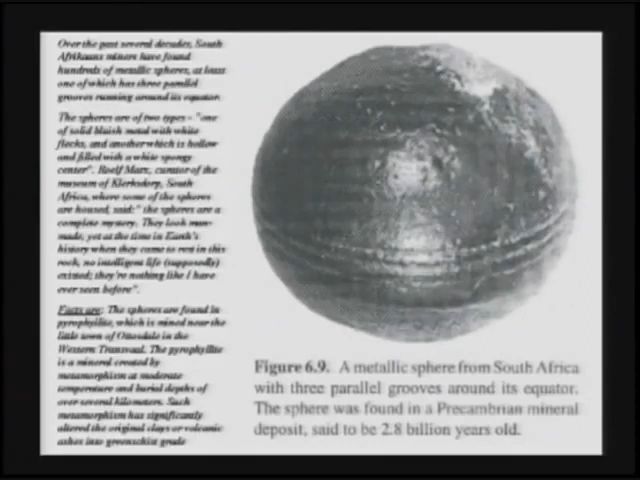 Over the past several decades, South
Afrikaans miners have found
hundreds of metallic spheres, at least
one of which has three parallel
grooves running around its equator.
The spheres are of two types - "one
of solid bluish metal with white
flecks, and another which is hollow
and filled with a white spongy
center". Roelf Marx, curator of the
museum of Klerksdorp, South
Africa, where some of the spheres
are housed, said:" the spheres are a
complete mystery. They look man-
made, yet at the time in Earth's
history when they came to rest in this
rock, no intelligent life (supposedly)
existed; they're nothing like I have
ever seen before".
Facts are: The spheres are found in
pyrophyllite, which is mined near the
little town of Ottosdale in the
Western Transvaal. The pyrophyllite
is a mineral created by
metamorphism at moderate
temperature and burial depths of
over several kilometers. Such
metamorphism has significantly
altered the original clays or volcanic
ashes into greenschist grade
Figure 6.9. A metallic sphere from South Africa
with three parallel grooves around its equator.
The sphere was found in a Precambrian mineral
deposit, said to be 2.8 billion years old.